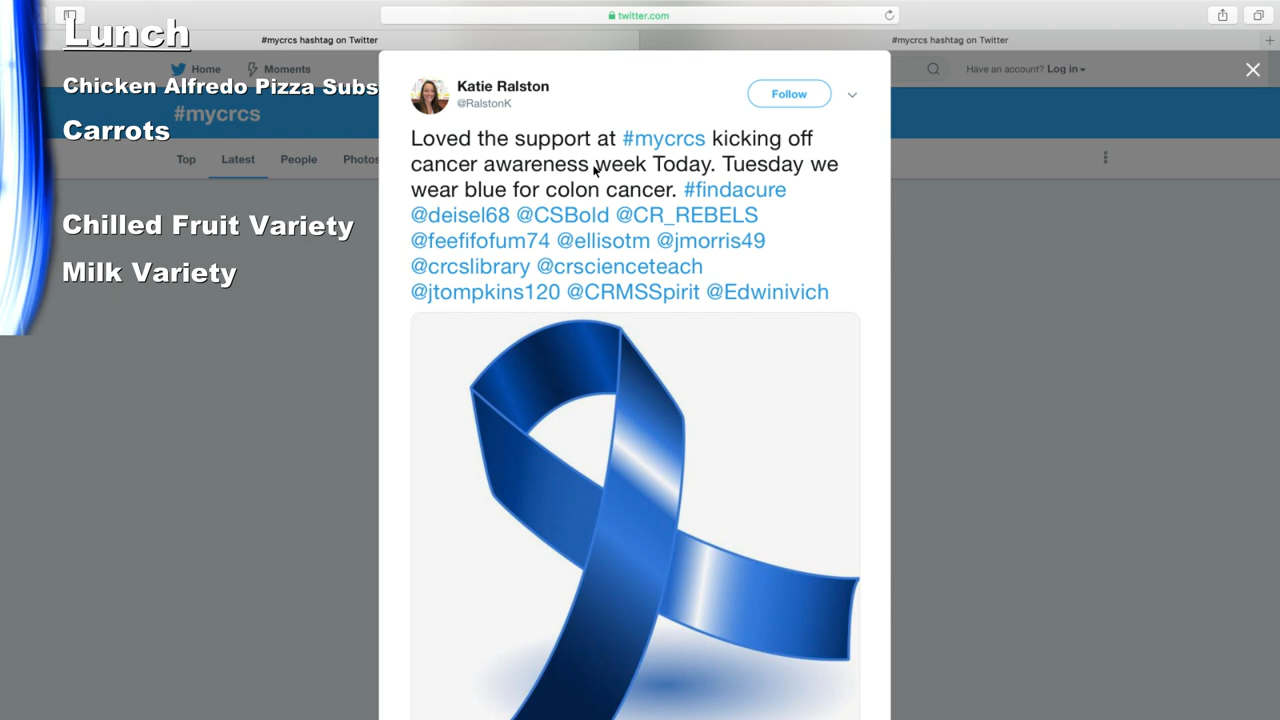 twitter.com
#mycrcs hashtag on Twitter
#mycrcs hashtag on Twitter
Lunch
Chicken Alfredo Pizza Subs
Carrots
Chilled Fruit Variety
Milk Variety
Home
Moments
Have an account? Log in
#mycrcs
Top
Latest
People
Photos
Katie Ralston
@RalstonK
Follow
Loved the support at #mycrcs kicking off
cancer awareness week Today. Tuesday we
wear blue for colon cancer. #findacure
@deisel68 @CSBold @CR_REBELS
@feefifofum74 @ellisotm @jmorris49
@crcslibrary @crscienceteach
@jtompkins120 @CRMSSpirit @Edwinivich